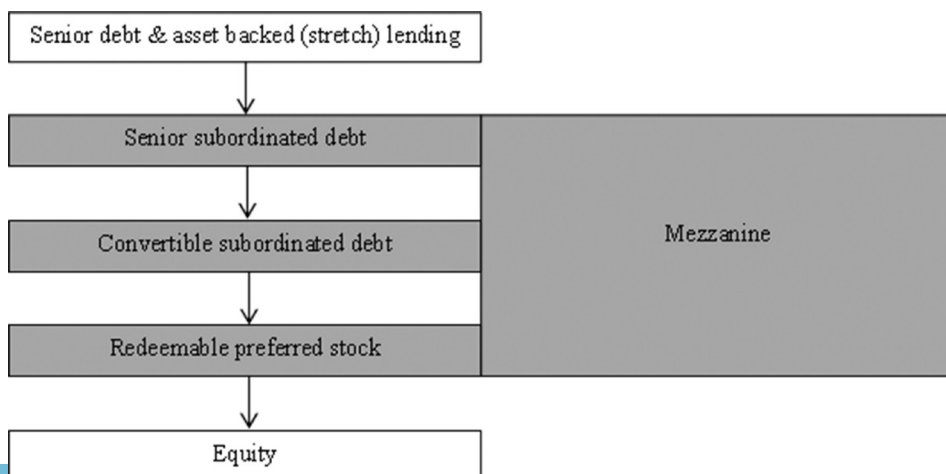 Senior debt & asset backed (stretch) lending
Senior subordinated debt
Mezzanine
Convertible subordinated debt
Redeemable preferred stock
Equity